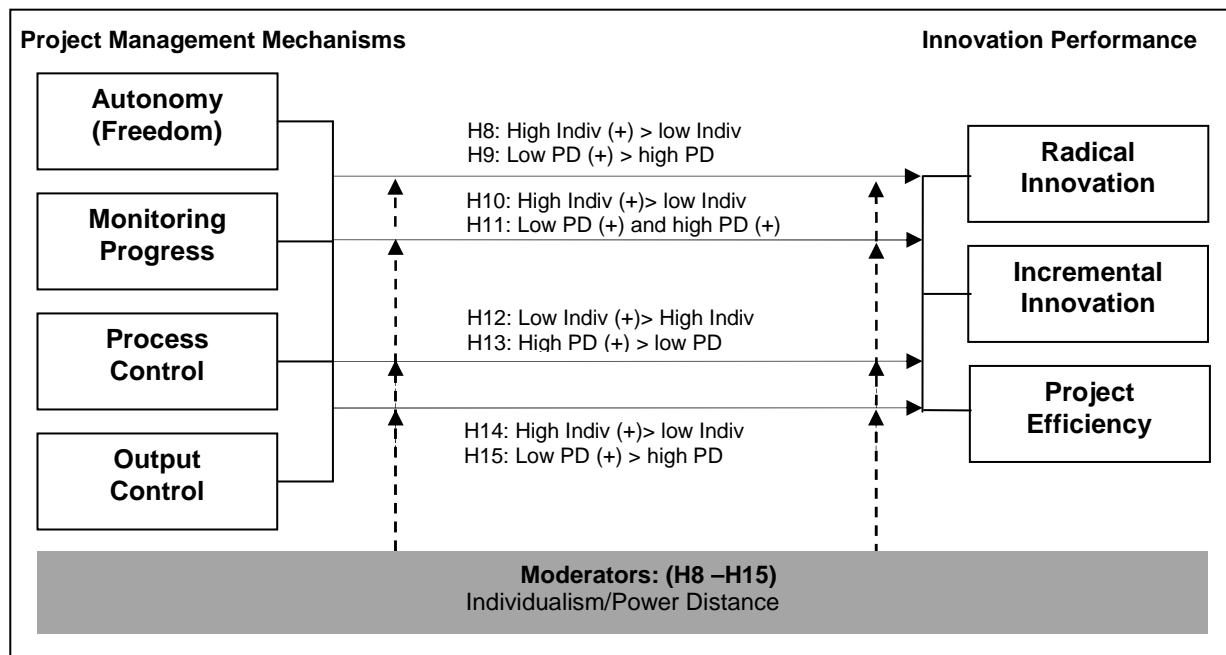 Project Management Mechanisms
Innovation Performance
Autonomy
(Freedom)
Monitoring
Progress
Process
Control
Output
Control
H8: High Indiv (+) > low Indiv
H9: Low PD (+) > high PD
H10: High Indiv (+)> low Indiv
H11: Low PD (+) and high PD (+)
H12: Low Indiv (+)> High Indiv
H13: High PD (+) > low PD
H14: High Indiv (+)> low Indiv
H15: Low PD (+) > high PD
Radical
Innovation
Incremental
Innovation
Project
Efficiency
Moderators: (H8 –H15)
Individualism/Power Distance